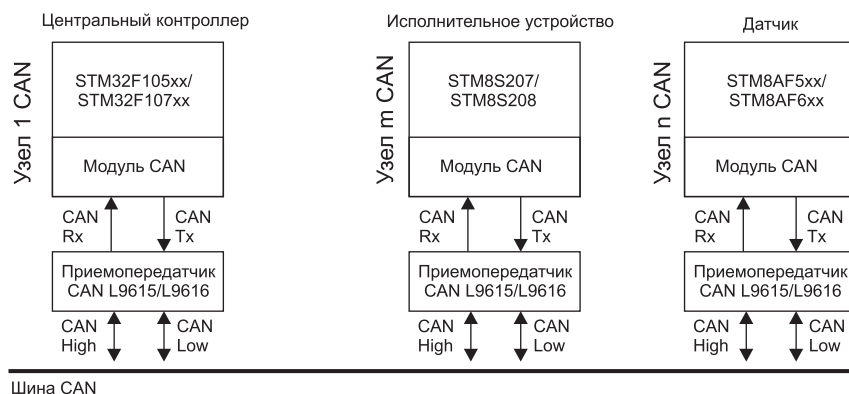 Центральный контроллер
Узел 1 CAN
STM32F105xx/
STM32F107xx
Модуль CAN
CAN
Rx
CAN
Tx
Приемопередатчик
CAN L9615/L9616
CAN
High
CAN
Low
Исполнительное устройство
Узел m CAN
STM8S207/
STM8S208
Модуль CAN
CAN
Rx
CAN
Tx
Приемопередатчик
CAN L9615/L9616
CAN
High
CAN
Low
Датчик
Узел n CAN
STM8AF5xx/
STM8AF6xx
Модуль CAN
CAN
Rx
CAN
Tx
Приемопередатчик
CAN L9615/L9616
CAN
High
CAN
Low
Шина CAN